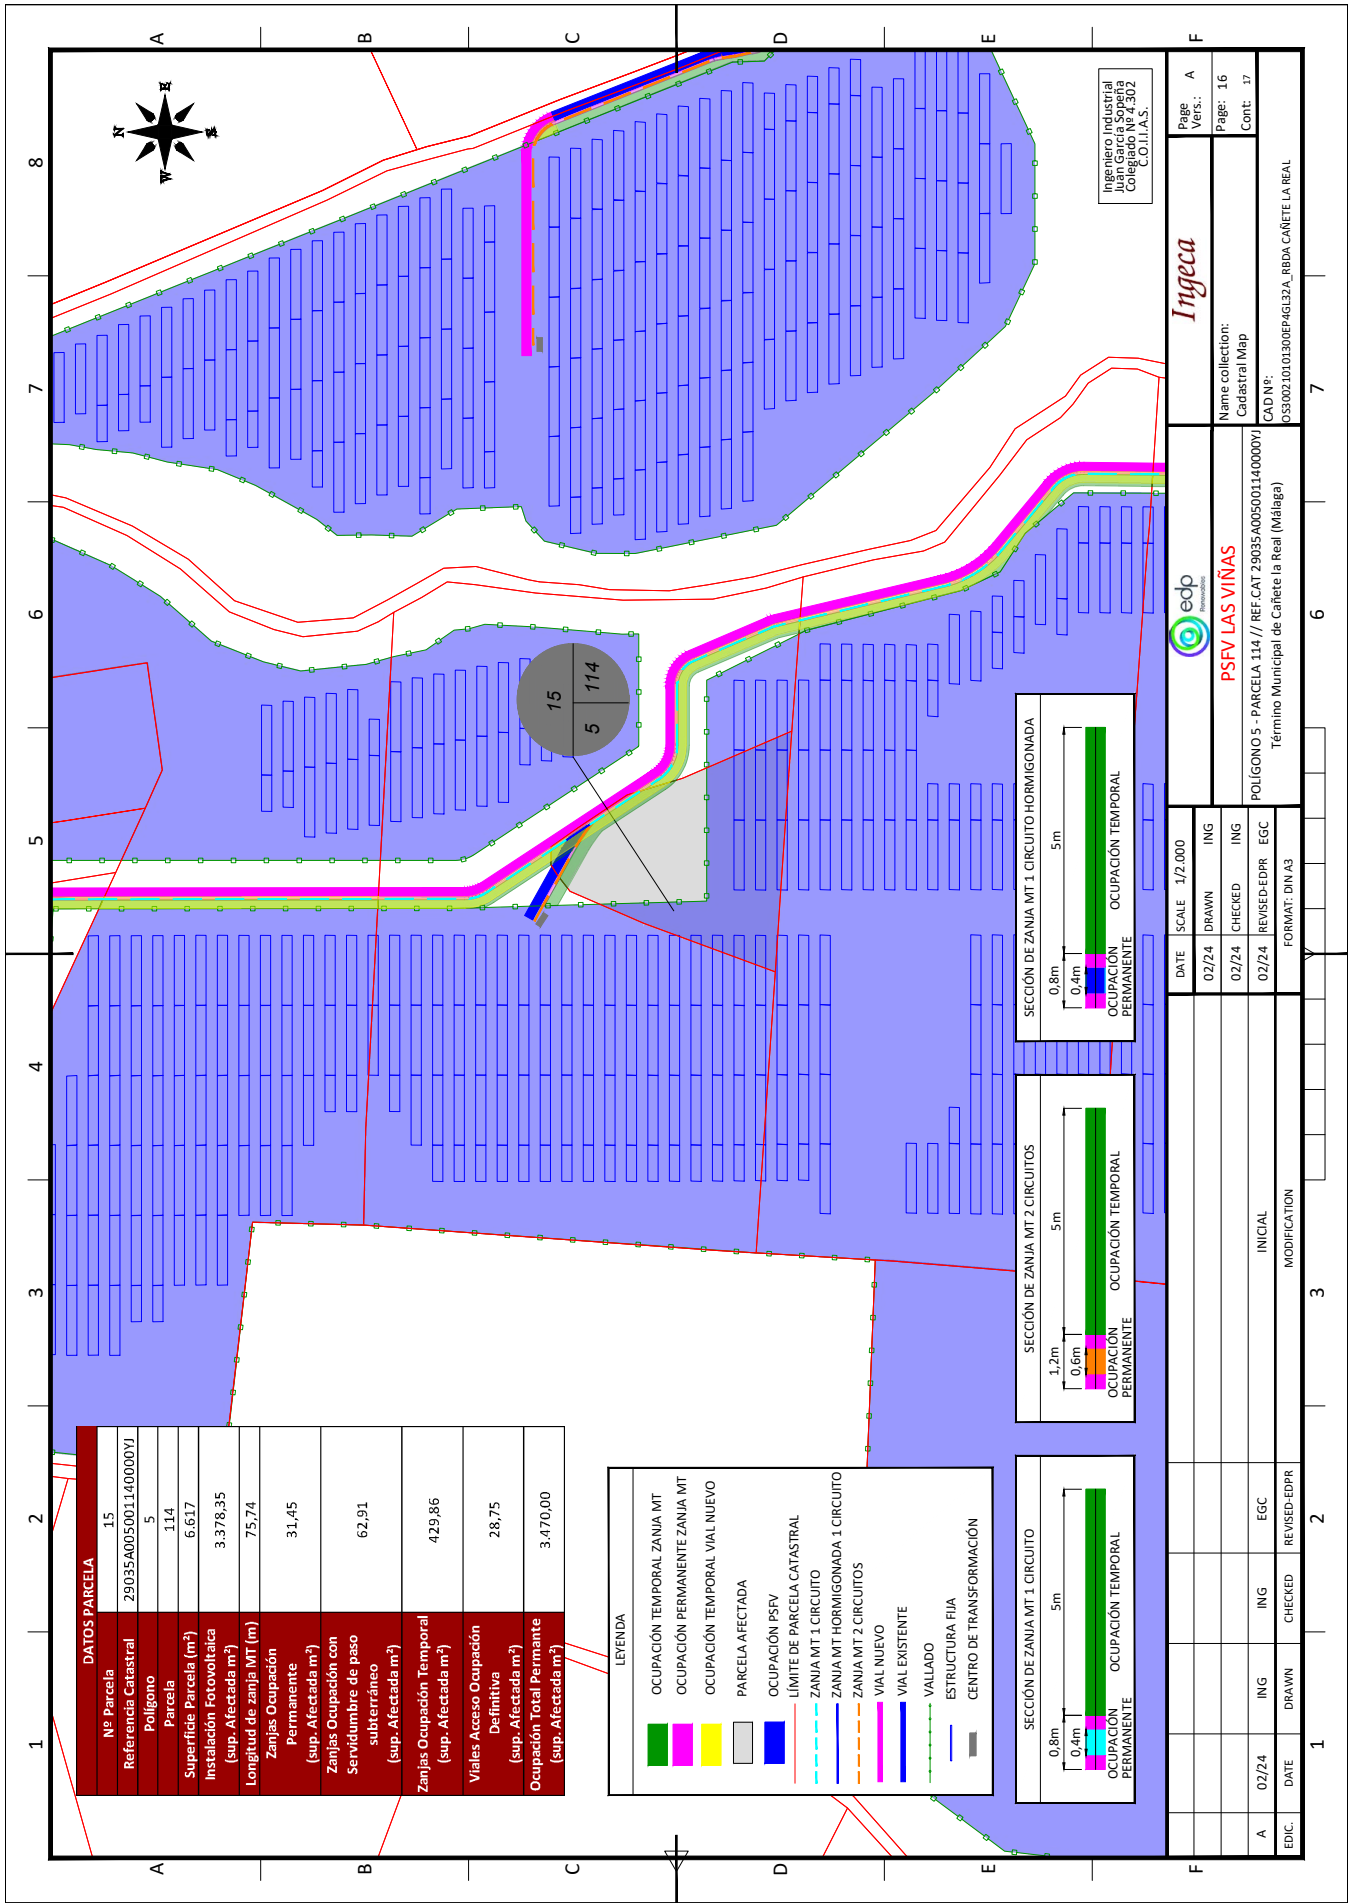 1
2
3
4
5
6
7
8
A
B
C
D
E
F
A
B
C
D
E
F
1
2
3
6
7
N
E
S
W
DATOS PARCELA
Nº Parcela 15
Referencia Catastral 29035A005001140000YJ
Polígono 5
Parcela 114
Superficie Parcela (m²) 6.617
Instalación Fotovoltaica
(sup. Afectada m²) 3.378,35
Longitud de zanja MT (m) 75,74
Zanjas Ocupación
Permanente
(sup. Afectada m²) 31,45
Zanjas Ocupación con
Servidumbre de paso
subterráneo
(sup. Afectada m²) 62,91
Zanjas Ocupación Temporal
(sup. Afectada m²) 429,86
Viales Acceso Ocupación
Definitiva
(sup. Afectada m²) 28,75
Ocupación Total Permante
(sup. Afectada m²) 3.470,00
15
5
114
LEYENDA
OCUPACIÓN TEMPORAL ZANJA MT
OCUPACIÓN PERMANENTE ZANJA MT
OCUPACIÓN TEMPORAL VIAL NUEVO
PARCELA AFECTADA
OCUPACIÓN PSFV
LÍMITE DE PARCELA CATASTRAL
ZANJA MT 1 CIRCUITO
ZANJA MT HORMIGONADA 1 CIRCUITO
ZANJA MT 2 CIRCUITOS
VIAL NUEVO
VIAL EXISTENTE
VALLADO
ESTRUCTURA FIJA
CENTRO DE TRANSFORMACIÓN
SECCIÓN DE ZANJA MT 1 CIRCUITO
0,8m
0,4m
5m
OCUPACIÓN
PERMANENTE
OCUPACIÓN TEMPORAL
SECCIÓN DE ZANJA MT 2 CIRCUITOS
1,2m
0,6m
5m
OCUPACIÓN
PERMANENTE
OCUPACIÓN TEMPORAL
SECCIÓN DE ZANJA MT 1 CIRCUITO HORMIGONADA
0,8m
0,4m
5m
OCUPACIÓN
PERMANENTE
OCUPACIÓN TEMPORAL
Ingeniero Industrial
Juan García Sopeña
Colegiado Nº 4.302
C.O.I.I.A.S.
A 02/24 ING ING EGC INICIAL
EDIC. DATE DRAWN CHECKED REVISED-EDPR MODIFICATION
DATE SCALE 1/2.000
02/24 DRAWN ING
02/24 CHECKED ING
02/24 REVISED-EDPR EGC
FORMAT: DIN A3
edp
Renewables
PSFV LAS VIÑAS
POLÍGONO 5 - PARCELA 114 // REF.CAT 29035A005001140000YJ
Término Municipal de Cañete la Real (Málaga)
Ingeca
Name collection:
Cadastral Map
CAD Nº:
OS300210101300EP4GL32A_RBDA CAÑETE LA REAL
Page
Vers.: A
Page: 16
Cont: 17